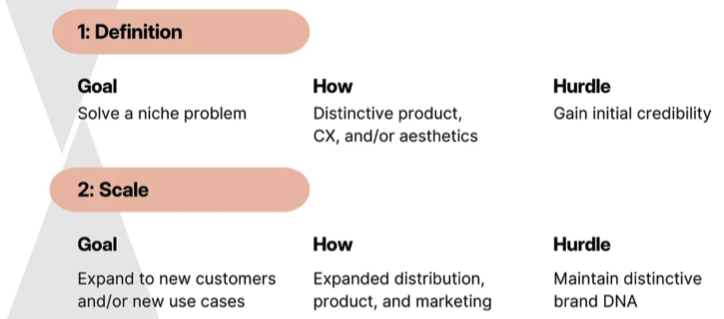 1: Definition
Goal
How
Hurdle
Solve a niche problem
Distinctive product,
CX, and/or aesthetics
Gain initial credibility
2: Scale
Goal
How
Hurdle
Expand to new customers
and/or new use cases
Expanded distribution,
product, and marketing
Maintain distinctive
brand DNA